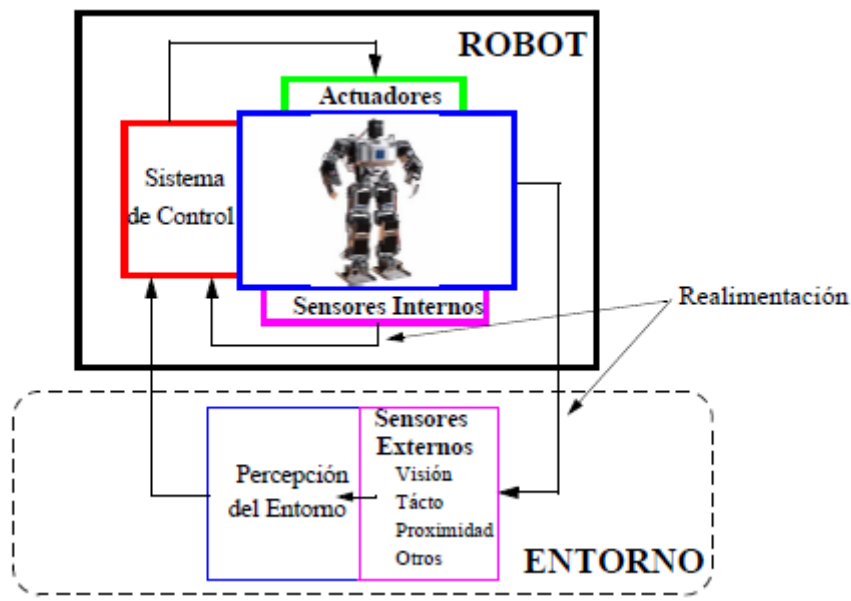 ROBOT
Actuadores
Sistema
de Control
Sensores Internos
Realimentación
Sensores
Externos
Visión
Tácto
Proximidad
Otros
Percepción
del Entorno
ENTORNO